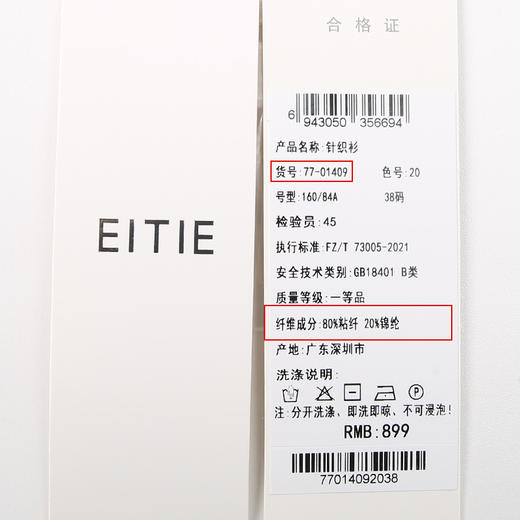 EITIE
合格证
6 943050 356694
产品名称:针织衫
货号:77-01409 色号:20
号型:160/84A 38码
检验员:45
执行标准:FZ/T 73005-2021
安全技术类别:GB18401 B类
质量等级:一等品
纤维成分:80%粘纤 20%锦纶
产地:广东深圳市
洗涤说明:
注:分开洗涤、即洗即晾、不可浸泡!
RMB:899
77014092038